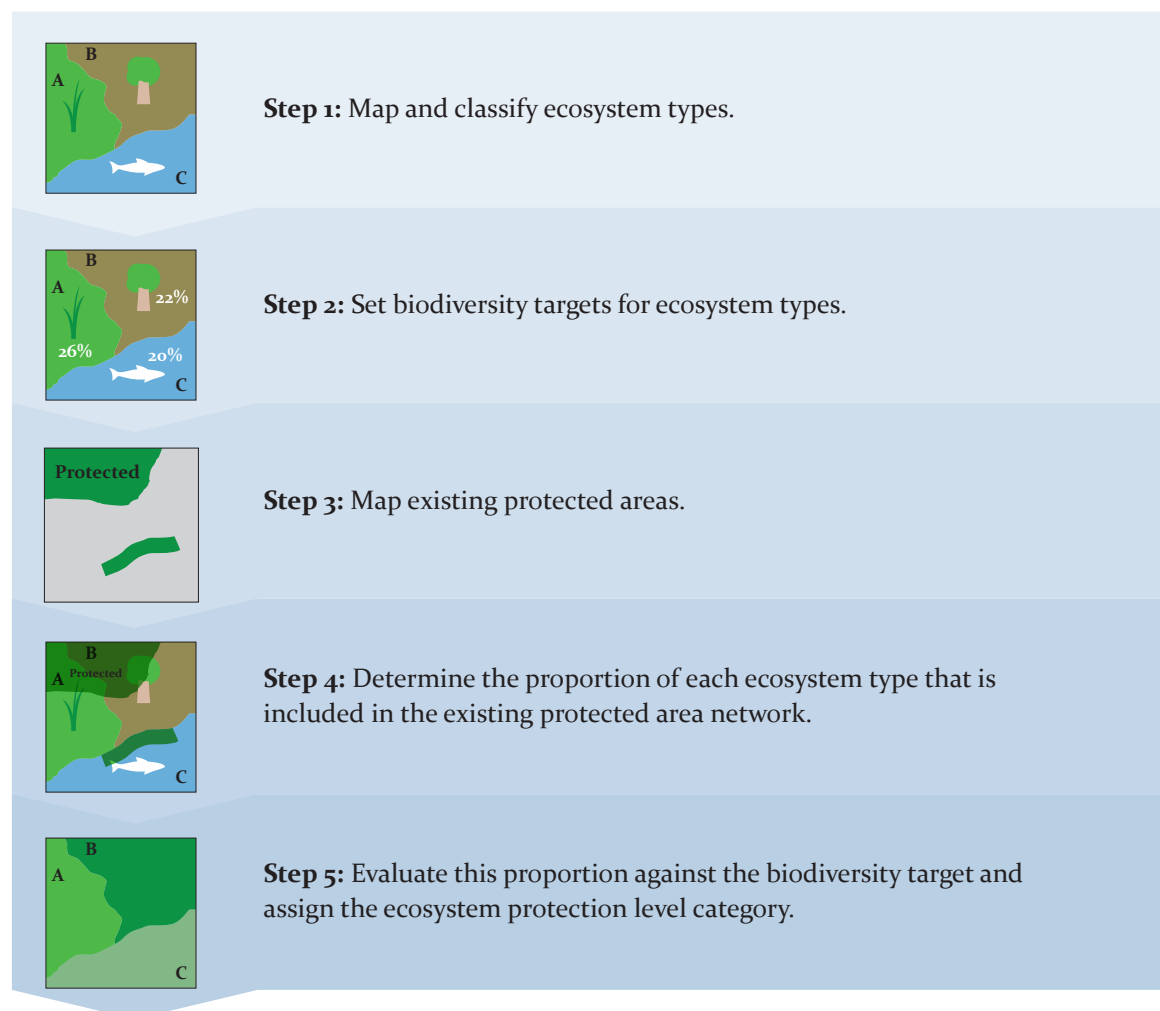 B
A
C
Step 1: Map and classify ecosystem types.
B
A
22%
26%
20%
C
Step 2: Set biodiversity targets for ecosystem types.
Protected
Step 3: Map existing protected areas.
B
A Protected
C
Step 4: Determine the proportion of each ecosystem type that is
included in the existing protected area network.
B
A
C
Step 5: Evaluate this proportion against the biodiversity target and
assign the ecosystem protection level category.